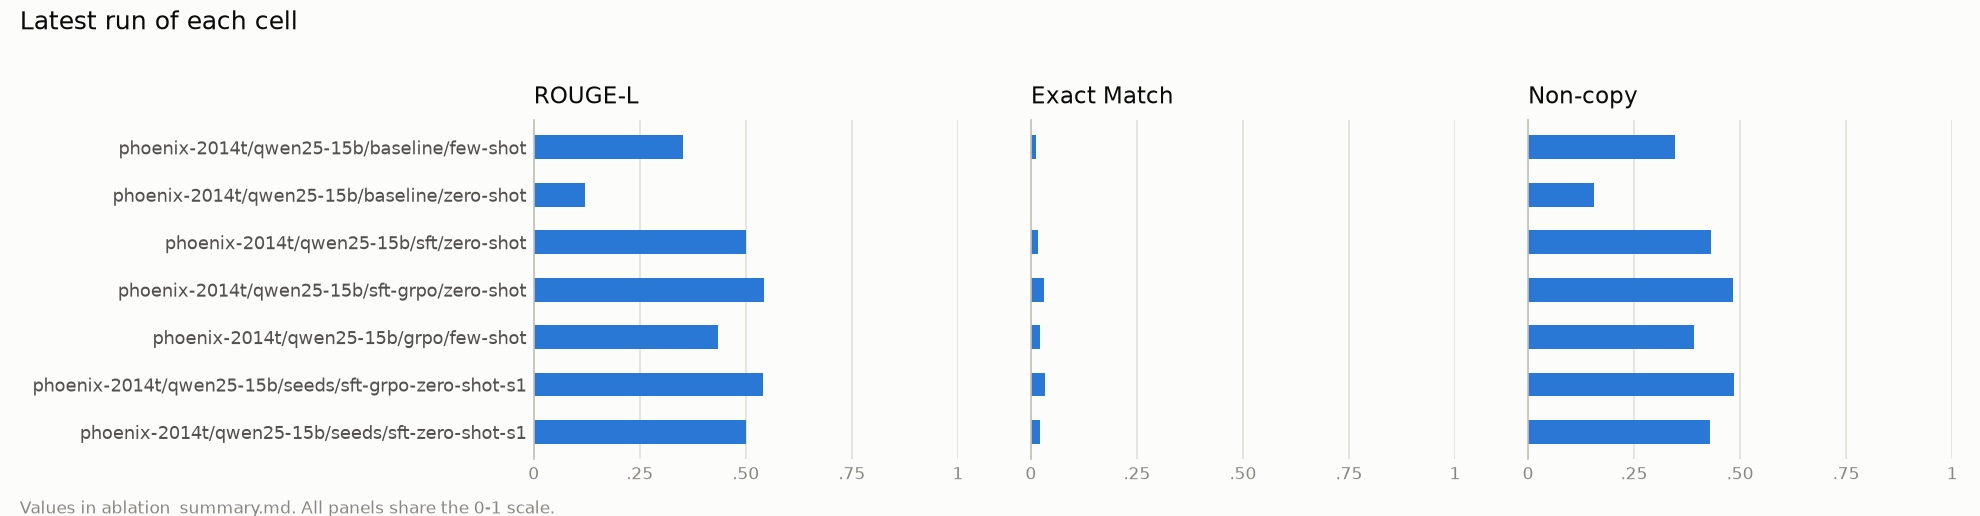 Latest run of each cell
ROUGE-L
Exact Match
Non-copy
phoenix-2014t/qwen25-15b/baseline/few-shot
phoenix-2014t/qwen25-15b/baseline/zero-shot
phoenix-2014t/qwen25-15b/sft/zero-shot
phoenix-2014t/qwen25-15b/sft-grpo/zero-shot
phoenix-2014t/qwen25-15b/grpo/few-shot
phoenix-2014t/qwen25-15b/seeds/sft-grpo-zero-shot-s1
phoenix-2014t/qwen25-15b/seeds/sft-zero-shot-s1
0 .25 .50 .75 1
0 .25 .50 .75 1
0 .25 .50 .75 1
Values in ablation_summary.md. All panels share the 0-1 scale.